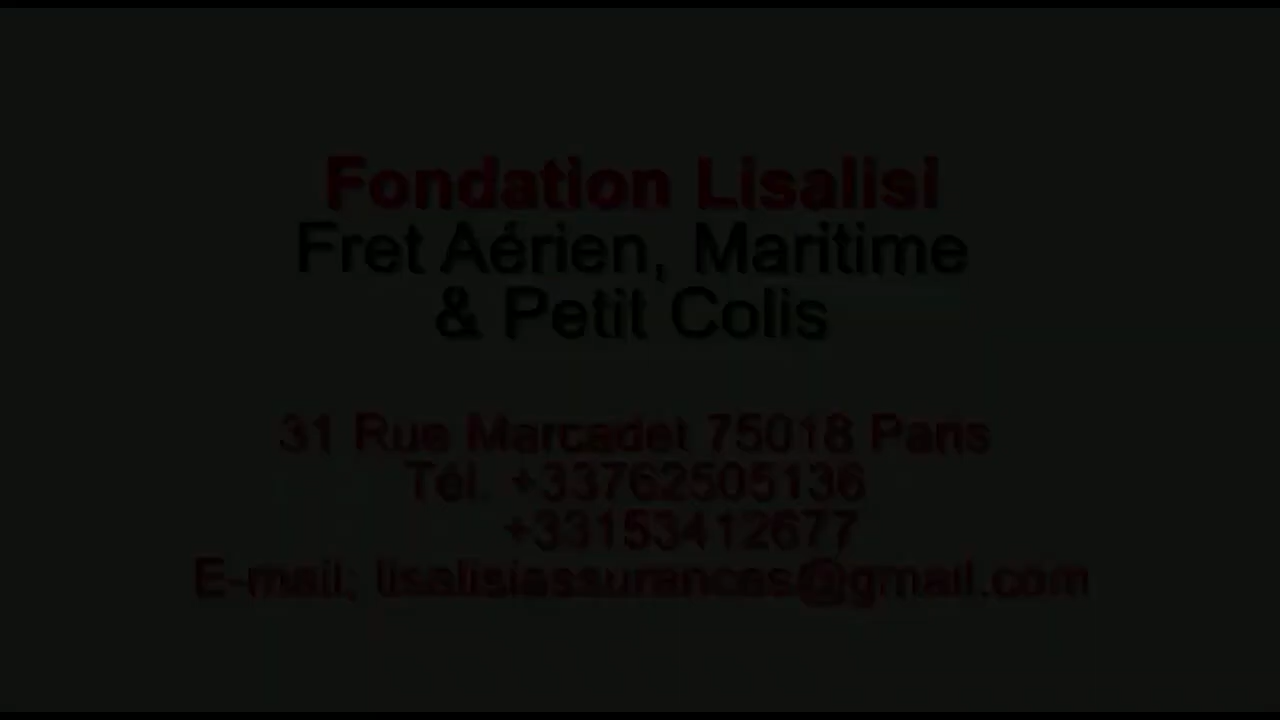 Fondation Lisalisi
Fret Aérien, Maritime
& Petit Colis
31 Rue Marcadet 75018 Paris
Tél. +33762505136
+33153412677
E-mail; lisalisiassurances@gmail.com